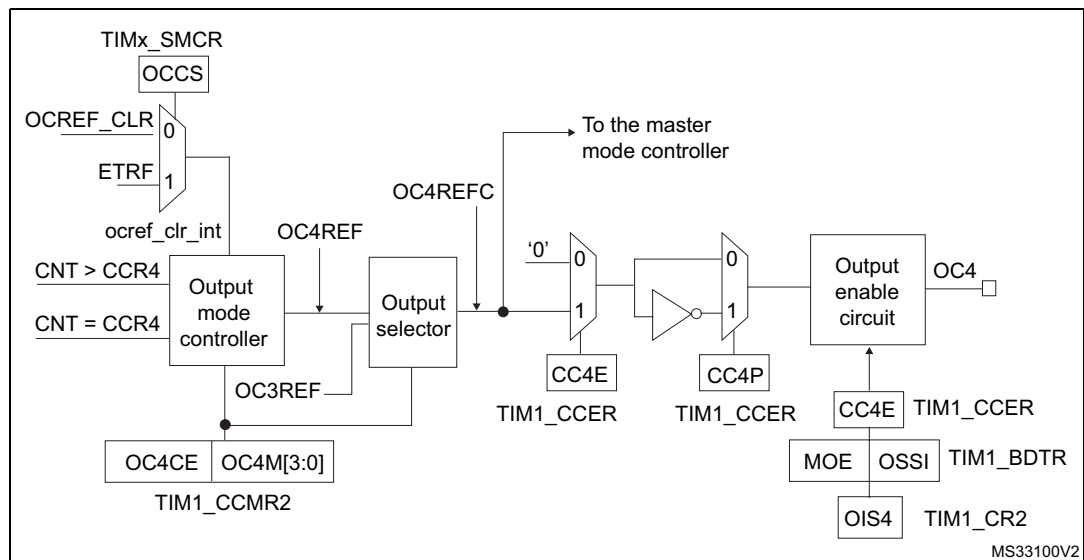 TIMx_SMCR
OCCS
OCREF_CLR
0
ETRF
1
ocref_clr_int
To the master
mode controller
OC4REFC
OC4REF
CNT > CCR4
CNT = CCR4
Output
mode
controller
Output
selector
OC3REF
‘0’
0
1
0
1
CC4E
TIM1_CCER
CC4P
TIM1_CCER
Output
enable
circuit
OC4
CC4E
TIM1_CCER
MOE
OSSI
TIM1_BDTR
OIS4
TIM1_CR2
OC4CE
OC4M[3:0]
TIM1_CCMR2
MS33100V2